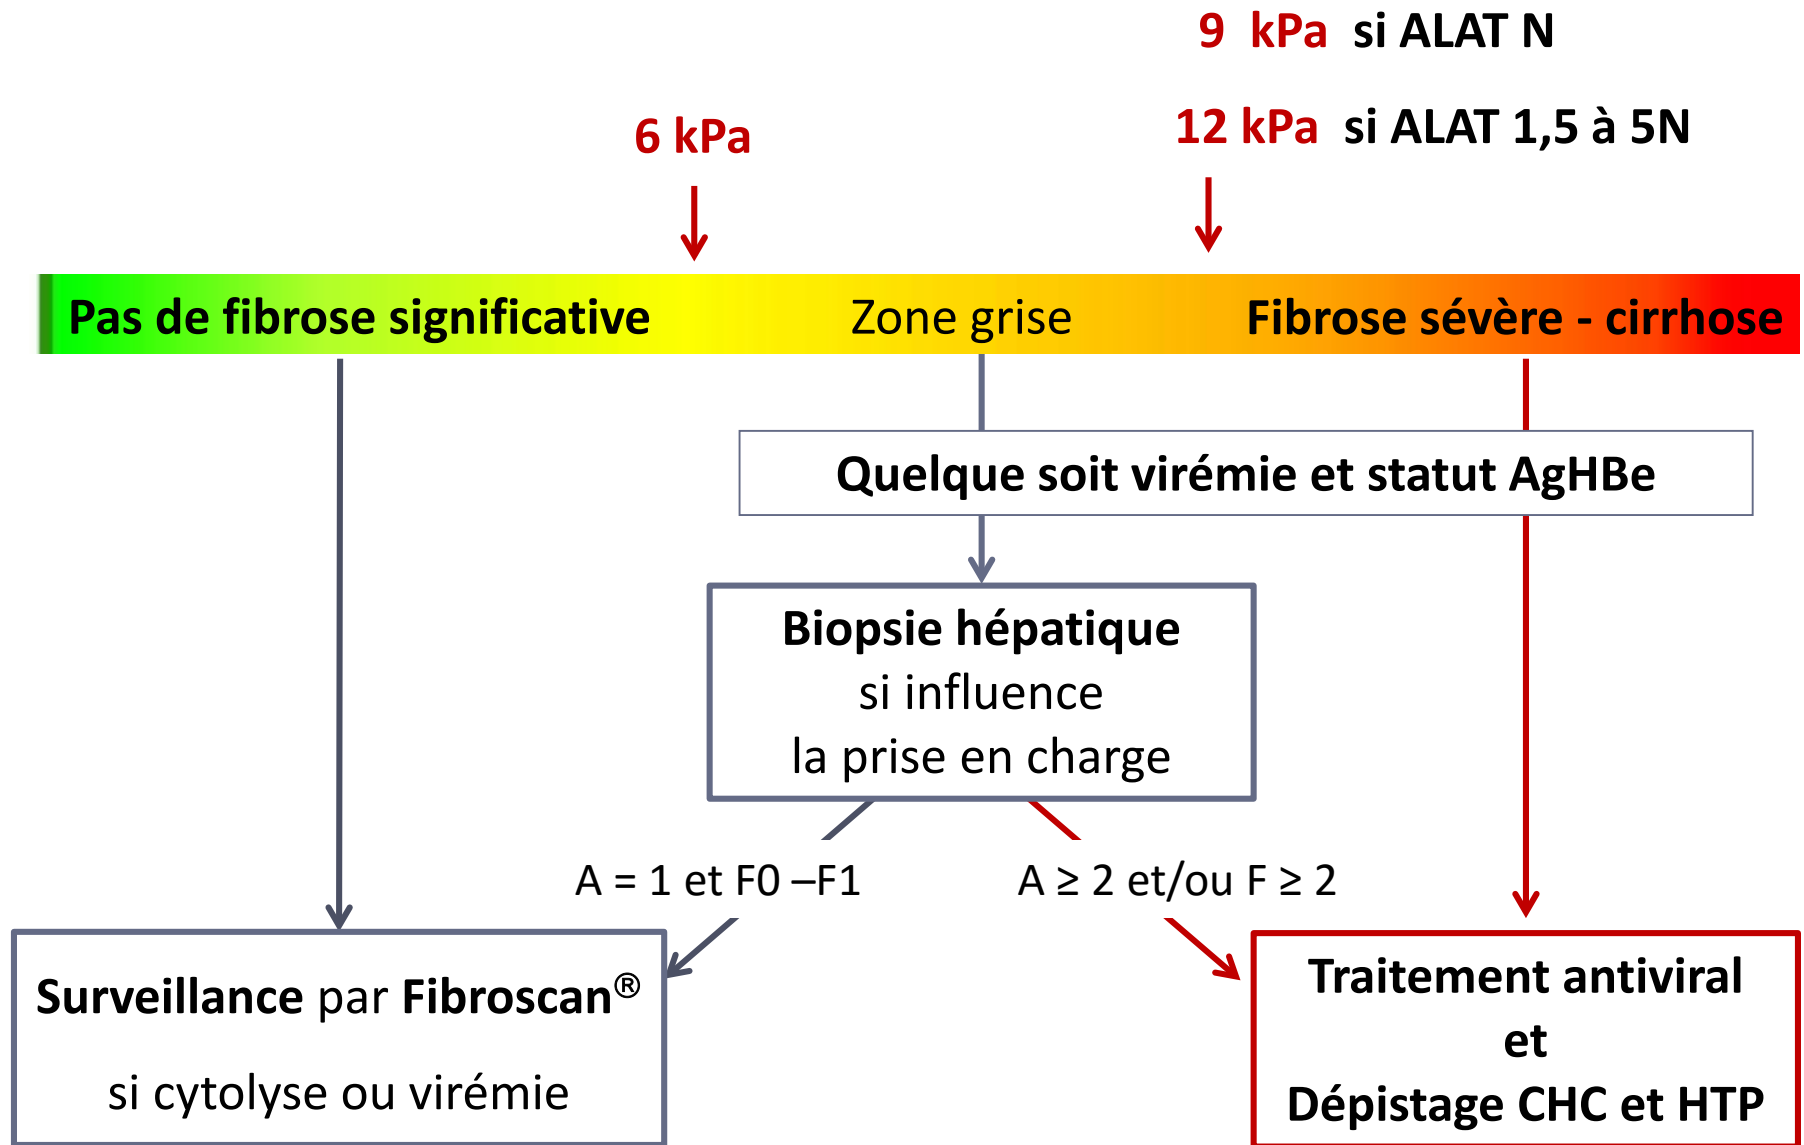 9 kPa si ALAT N
12 kPa si ALAT 1,5 à 5N
6 kPa
Pas de fibrose significative
Zone grise
Fibrose sévère - cirrhose
Quelque soit virémie et statut AgHBe
Biopsie hépatique
si influence
la prise en charge
A = 1 et F0 –F1
A ≥ 2 et/ou F ≥ 2
Surveillance par Fibroscan®
si cytolyse ou virémie
Traitement antiviral
et
Dépistage CHC et HTP